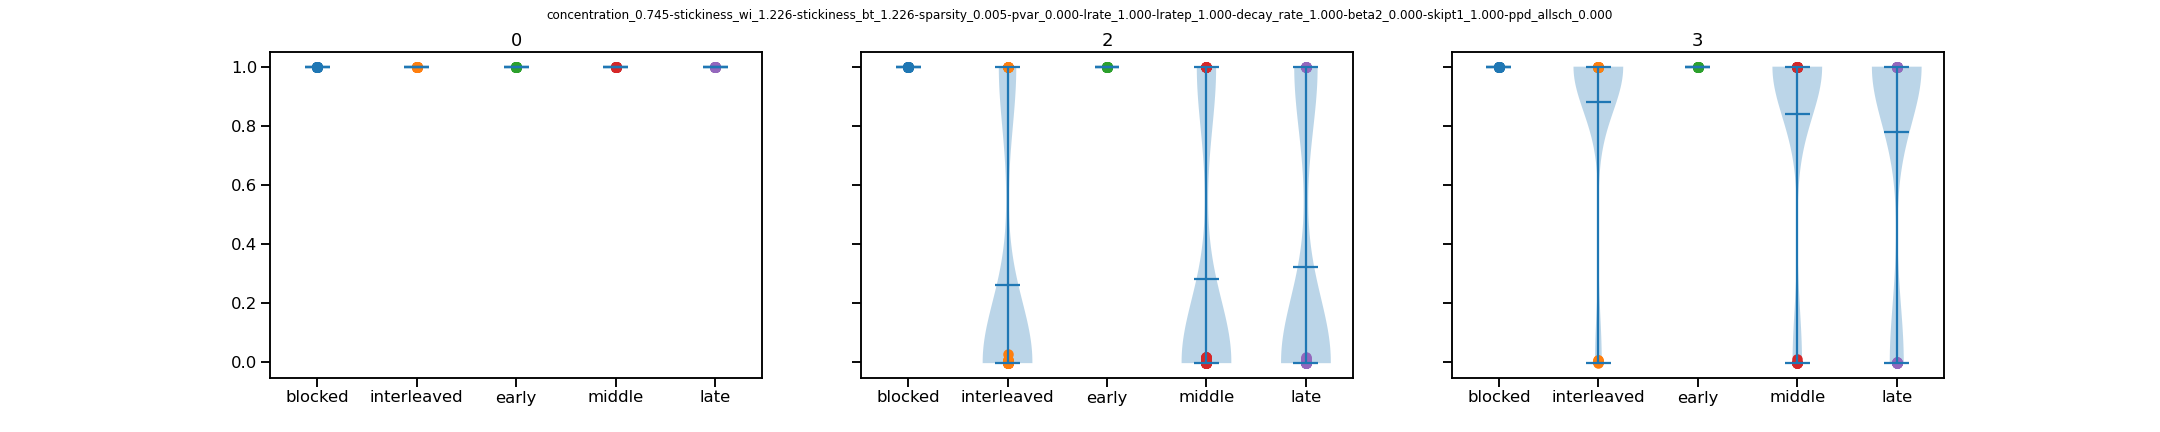 concentration_0.745-stickiness_wi_1.226-stickiness_bt_1.226-sparsity_0.005-pvar_0.000-lrate_1.000-lratep_1.000-decay_rate_1.000-beta2_0.000-skipt1_1.000-ppd_allsch_0.000
0 2 3
1.0
0.8
0.6
0.4
0.2
0.0
blocked interleaved early middle late blocked interleaved early middle late blocked interleaved early middle late